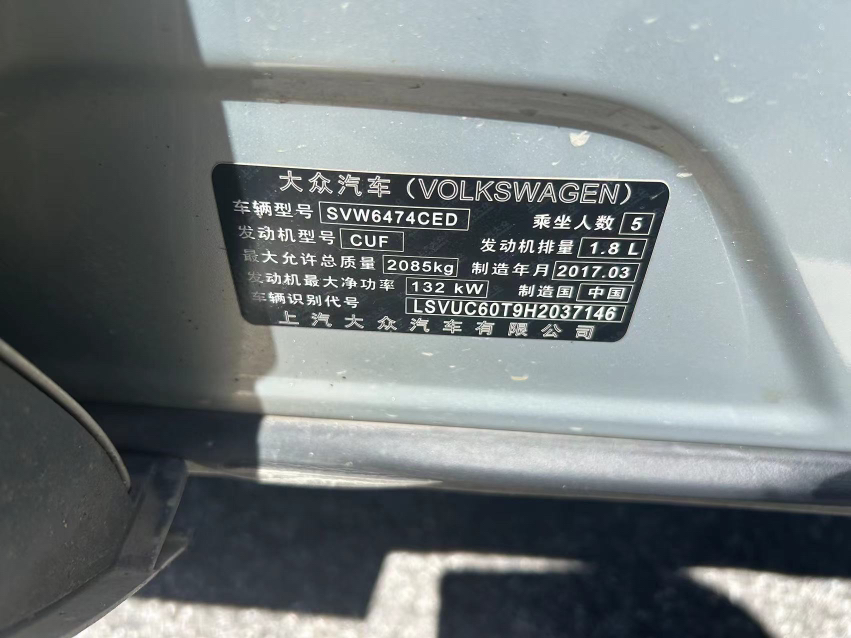 大众汽车（VOLKSWAGEN）
车辆型号 SVW6474CED 乘坐人数 5
发动机型号 CUF 发动机排量 1.8 L
最大允许总质量 2085kg 制造年月 2017.03
发动机最大净功率 132 kW 制造国 中国
车辆识别代号 LSVUC60T9H2037146
上汽大众汽车有限公司